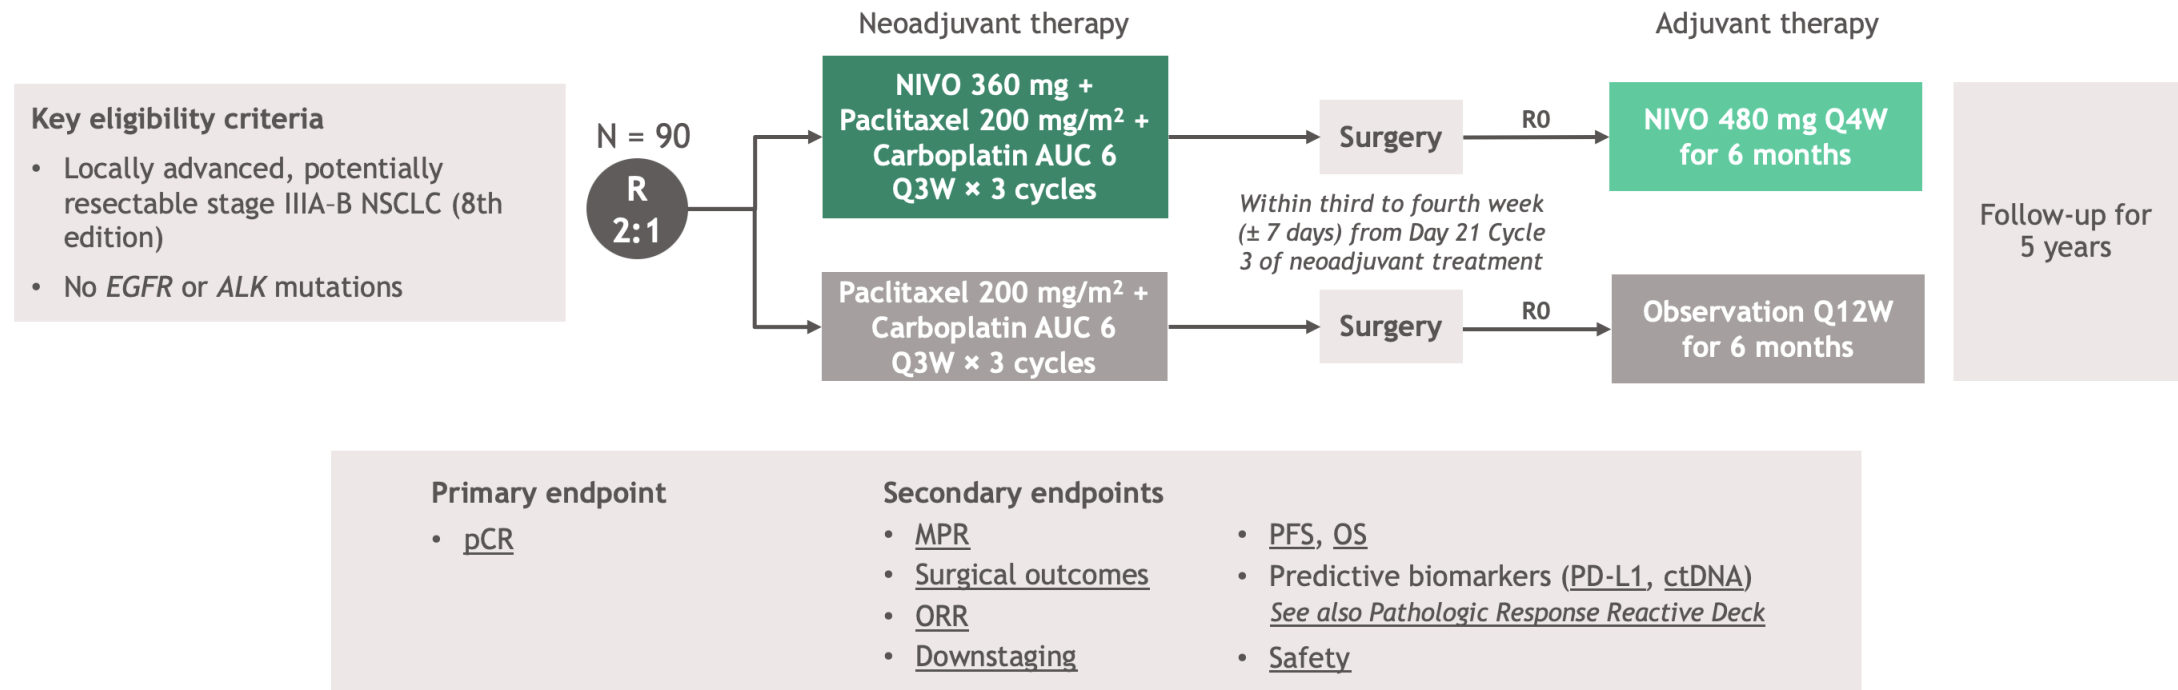 Neoadjuvant therapy
Adjuvant therapy
Key eligibility criteria
• Locally advanced, potentially
resectable stage IIIA–B NSCLC (8th
edition)
• No EGFR or ALK mutations
N = 90
R
2:1
NIVO 360 mg +
Paclitaxel 200 mg/m² +
Carboplatin AUC 6
Q3W × 3 cycles
Surgery
R0
NIVO 480 mg Q4W
for 6 months
Within third to fourth week
(± 7 days) from Day 21 Cycle
3 of neoadjuvant treatment
Paclitaxel 200 mg/m² +
Carboplatin AUC 6
Q3W × 3 cycles
Surgery
R0
Observation Q12W
for 6 months
Follow-up for
5 years
Primary endpoint
• pCR
Secondary endpoints
• MPR
• Surgical outcomes
• ORR
• Downstaging
• PFS, OS
• Predictive biomarkers (PD-L1, ctDNA)
See also Pathologic Response Reactive Deck
• Safety